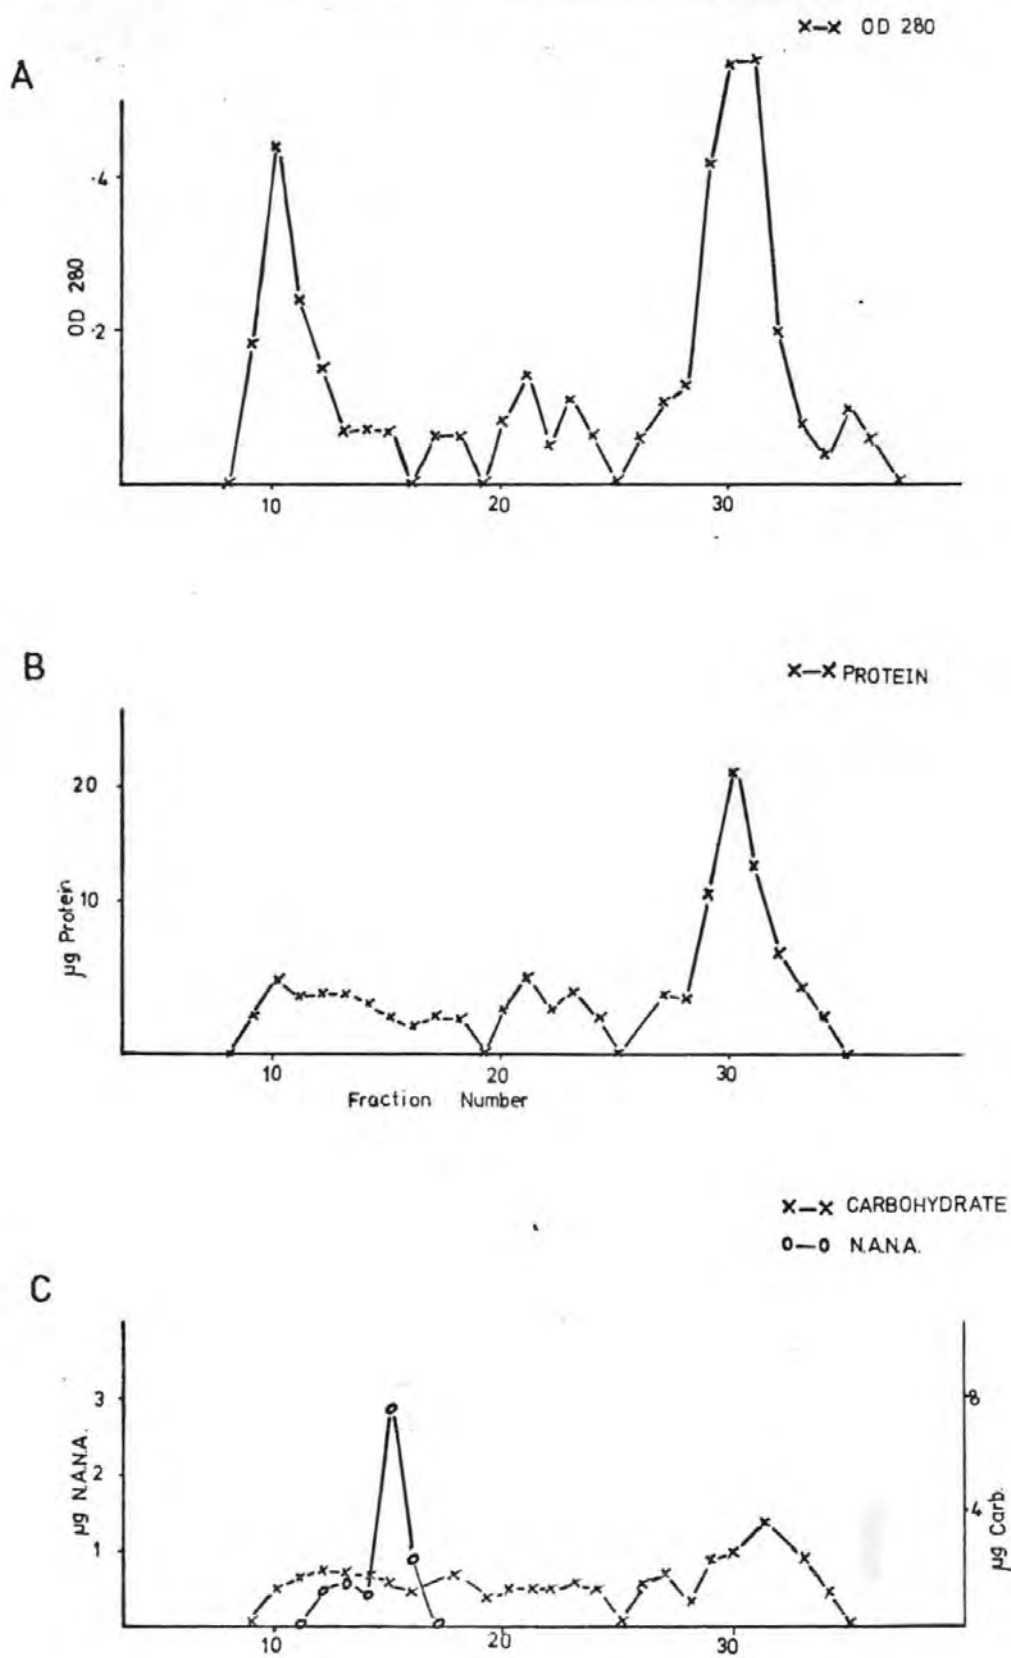 x—x OD 280
A
OD 280
.4
.2
10 20 30
B
x—x PROTEIN
µg Protein
20
10
10 20 30
Fraction Number
x—x CARBOHYDRATE
o—o N.A.N.A.
C
µg N.A.N.A.
3
2
1
8
4
µg Carb.
10 20 30